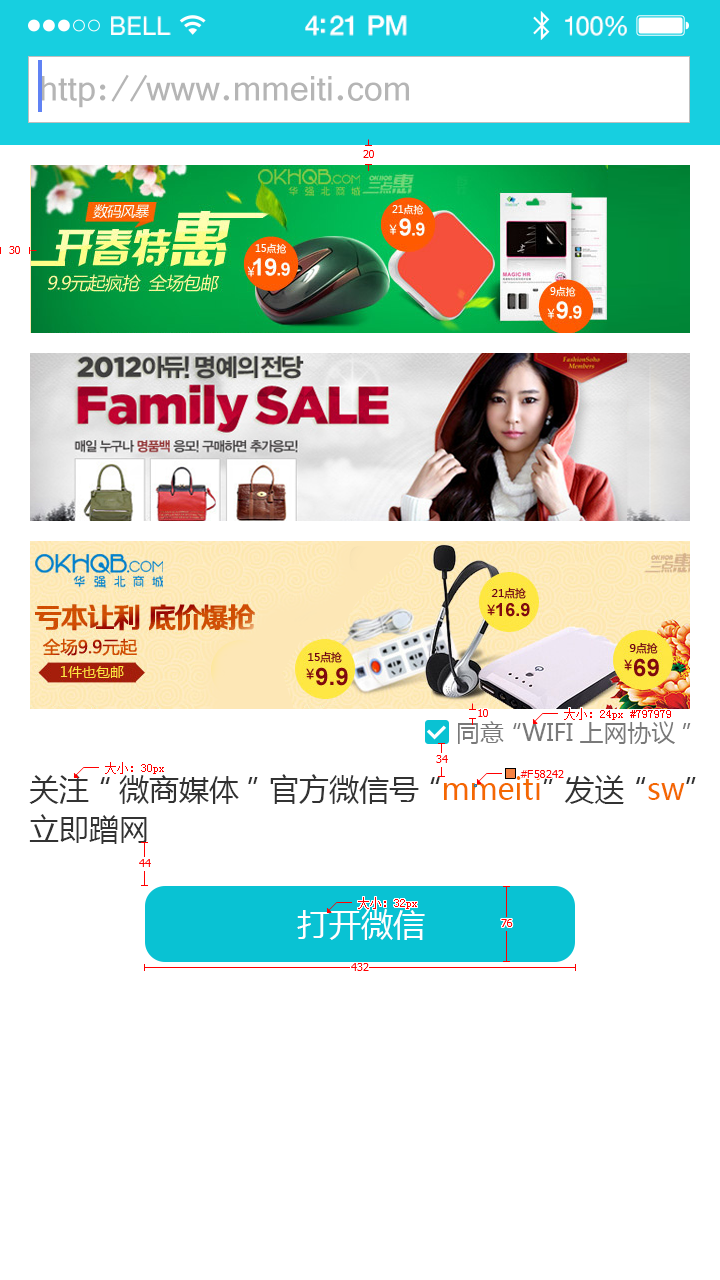 BELL 4:21 PM 100%
http://www.mmeiti.com
20
30
OKHQB.COM
华强北商城
OKHQB
三点惠
数码风暴
开春特惠
9.9元起疯抢 全场包邮
15点抢
¥19.9
21点抢
¥9.9
MAGIC HR
9点抢
¥9.9
2012아듀! 명예의전당
Family SALE
매일 누구나 명품백 응모! 구매하면 추가응모!
FashionSoha
Members
OKHQB.COM
华强北商城
OKHQB
三点惠
亏本让利 底价爆抢
全场9.9元起
1件也包邮
15点抢
¥9.9
21点抢
¥16.9
9点抢
¥69
10
大小: 24px #797979
同意 “WIFI 上网协议 ”
34
大小: 30px
#F58242
关注 “ 微商媒体 ” 官方微信号 “mmeiti” 发送 “sw”
立即蹭网
44
大小: 32px
打开微信
76
432